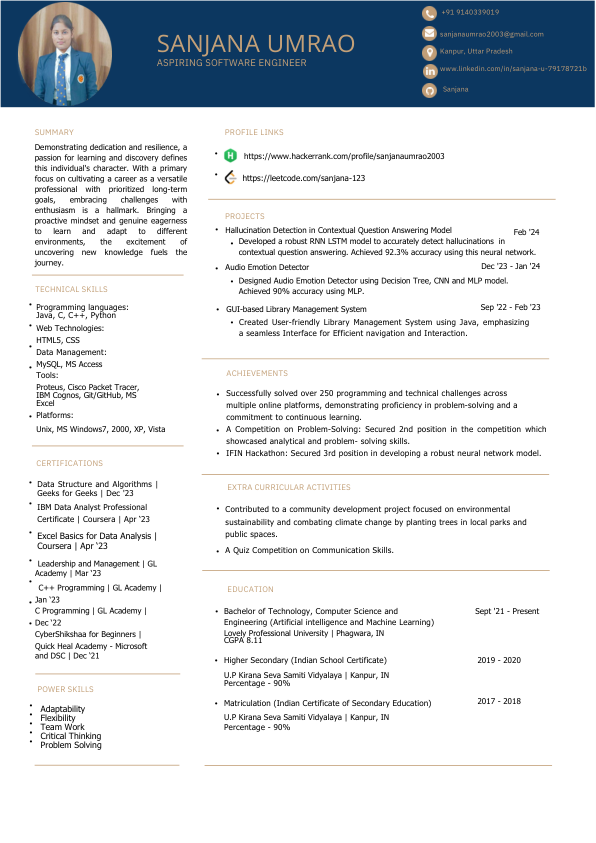 SANJANA UMRAO
ASPIRING SOFTWARE ENGINEER
+91 9140339019
sanjanaumrao2003@gmail.com
Kanpur, Uttar Pradesh
www.linkedin.com/in/sanjana-u-79178721b
Sanjana
SUMMARY
Demonstrating dedication and resilience, a
passion for learning and discovery defines
this individual's character. With a primary
focus on cultivating a career as a versatile
professional with prioritized long-term
goals, embracing challenges with
enthusiasm is a hallmark. Bringing a
proactive mindset and genuine eagerness
to learn and adapt to different
environments, the excitement of
uncovering new knowledge fuels the
journey.
TECHNICAL SKILLS
• Programming languages:
Java, C, C++, Python
• Web Technologies:
HTML5, CSS
• Data Management:
• MySQL, MS Access
Tools:
Proteus, Cisco Packet Tracer,
IBM Cognos, Git/GitHub, MS
Excel
• Platforms:
Unix, MS Windows7, 2000, XP, Vista
CERTIFICATIONS
• Data Structure and Algorithms |
Geeks for Geeks | Dec '23
• IBM Data Analyst Professional
Certificate | Coursera | Apr '23
• Excel Basics for Data Analysis |
Coursera | Apr '23
• Leadership and Management | GL
Academy | Mar '23
• C++ Programming | GL Academy |
• Jan '23
C Programming | GL Academy |
• Dec '22
CyberShikshaa for Beginners |
Quick Heal Academy - Microsoft
and DSC | Dec '21
POWER SKILLS
• Adaptability
• Flexibility
• Team Work
• Critical Thinking
• Problem Solving
PROFILE LINKS
• https://www.hackerrank.com/profile/sanjanaumrao2003
• https://leetcode.com/sanjana-123
PROJECTS
• Hallucination Detection in Contextual Question Answering Model Feb '24
• Developed a robust RNN LSTM model to accurately detect hallucinations in
contextual question answering. Achieved 92.3% accuracy using this neural network.
• Audio Emotion Detector Dec '23 - Jan '24
• Designed Audio Emotion Detector using Decision Tree, CNN and MLP model.
Achieved 90% accuracy using MLP.
• GUI-based Library Management System Sep '22 - Feb '23
• Created User-friendly Library Management System using Java, emphasizing
a seamless Interface for Efficient navigation and Interaction.
ACHIEVEMENTS
• Successfully solved over 250 programming and technical challenges across
multiple online platforms, demonstrating proficiency in problem-solving and a
commitment to continuous learning.
• A Competition on Problem-Solving: Secured 2nd position in the competition which
showcased analytical and problem- solving skills.
• IFIN Hackathon: Secured 3rd position in developing a robust neural network model.
EXTRA CURRICULAR ACTIVITIES
• Contributed to a community development project focused on environmental
sustainability and combating climate change by planting trees in local parks and
public spaces.
• A Quiz Competition on Communication Skills.
EDUCATION
• Bachelor of Technology, Computer Science and Sept '21 - Present
Engineering (Artificial intelligence and Machine Learning)
Lovely Professional University | Phagwara, IN
CGPA 8.11
• Higher Secondary (Indian School Certificate) 2019 - 2020
U.P Kirana Seva Samiti Vidyalaya | Kanpur, IN
Percentage - 90%
• Matriculation (Indian Certificate of Secondary Education) 2017 - 2018
U.P Kirana Seva Samiti Vidyalaya | Kanpur, IN
Percentage - 90%